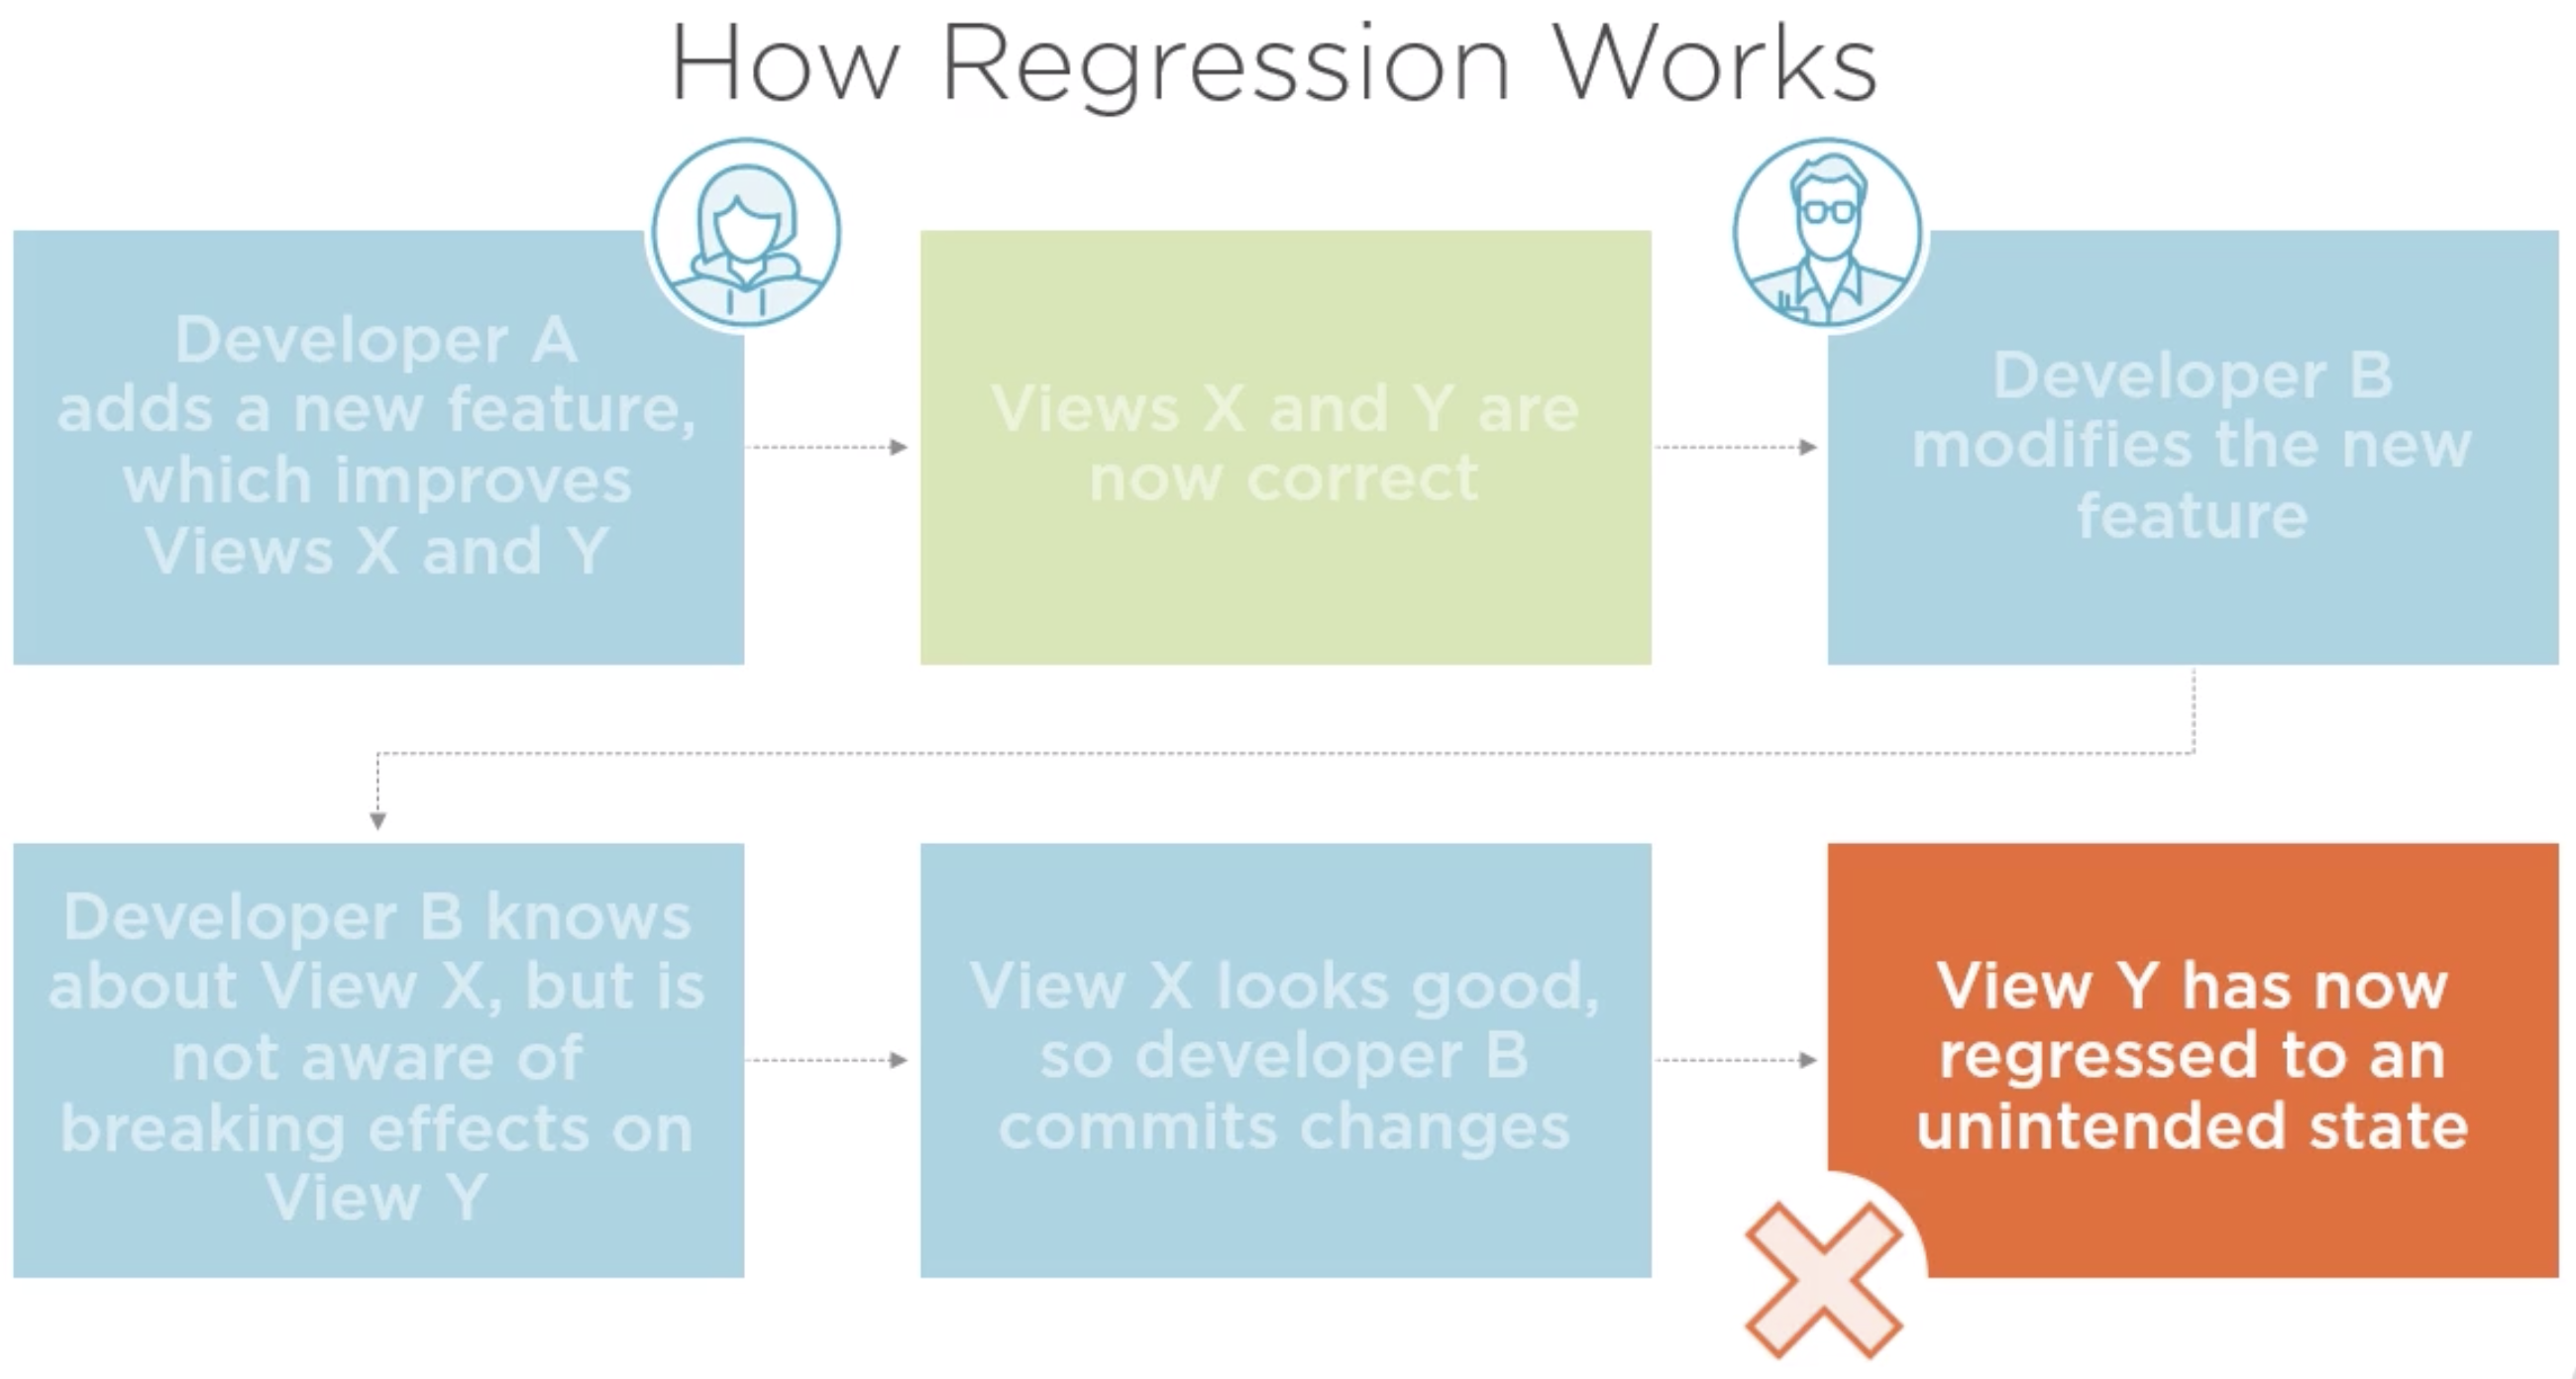 How Regression Works
Developer A
adds a new feature,
which improves
Views X and Y
Views X and Y are
now correct
Developer B
modifies the new
feature
Developer B knows
about View X, but is
not aware of
breaking effects on
View Y
View X looks good,
so developer B
commits changes
View Y has now
regressed to an
unintended state